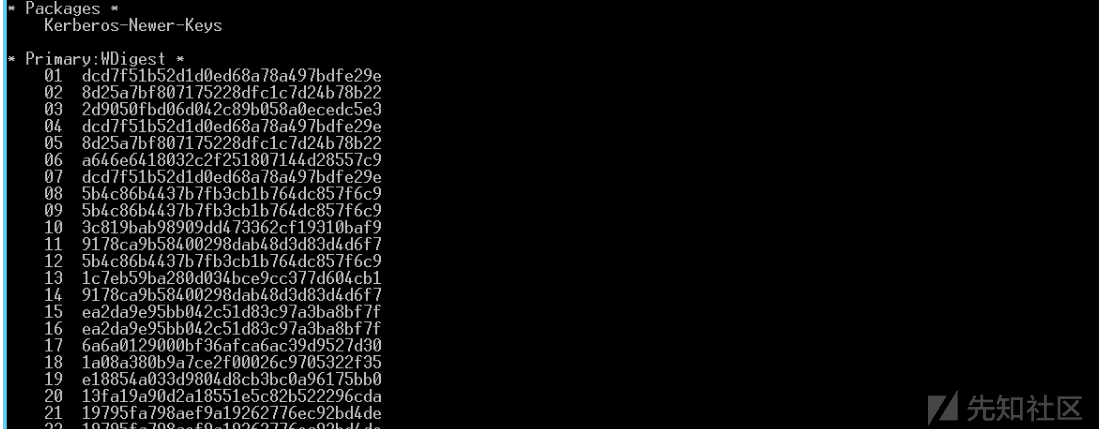 * Packages *
Kerberos-Newer-Keys
* Primary:WDigest *
01 dcd7f51b52d1d0ed68a78a497bdfe29e
02 8d25a7bf807175228dfc1c7d24b78b22
03 2d9050fbd06d042c89b058a0ecedc5e3
04 dcd7f51b52d1d0ed68a78a497bdfe29e
05 8d25a7bf807175228dfc1c7d24b78b22
06 a646e6418032c2f251807144d28557c9
07 dcd7f51b52d1d0ed68a78a497bdfe29e
08 5b4c86b4437b7fb3cb1b764dc857f6c9
09 5b4c86b4437b7fb3cb1b764dc857f6c9
10 3c819bab98909dd473362cf19310baf9
11 9178ca9b58400298dab48d3d83d4d6f7
12 5b4c86b4437b7fb3cb1b764dc857f6c9
13 1c7eb59ba280d034bce9cc377d604cb1
14 9178ca9b58400298dab48d3d83d4d6f7
15 ea2da9e95bb042c51d83c97a3ba8bf7f
16 ea2da9e95bb042c51d83c97a3ba8bf7f
17 6a6a0129000bf36afca6ac39d9527d30
18 1a08a380b9a7ce2f00026c9705322f35
19 e18854a033d9804d8cb3bc0a96175bb0
20 13fa19a90d2a18551e5c82b522296cda
21 19795fa798aef9a19262776ec92bd4de
先知社区